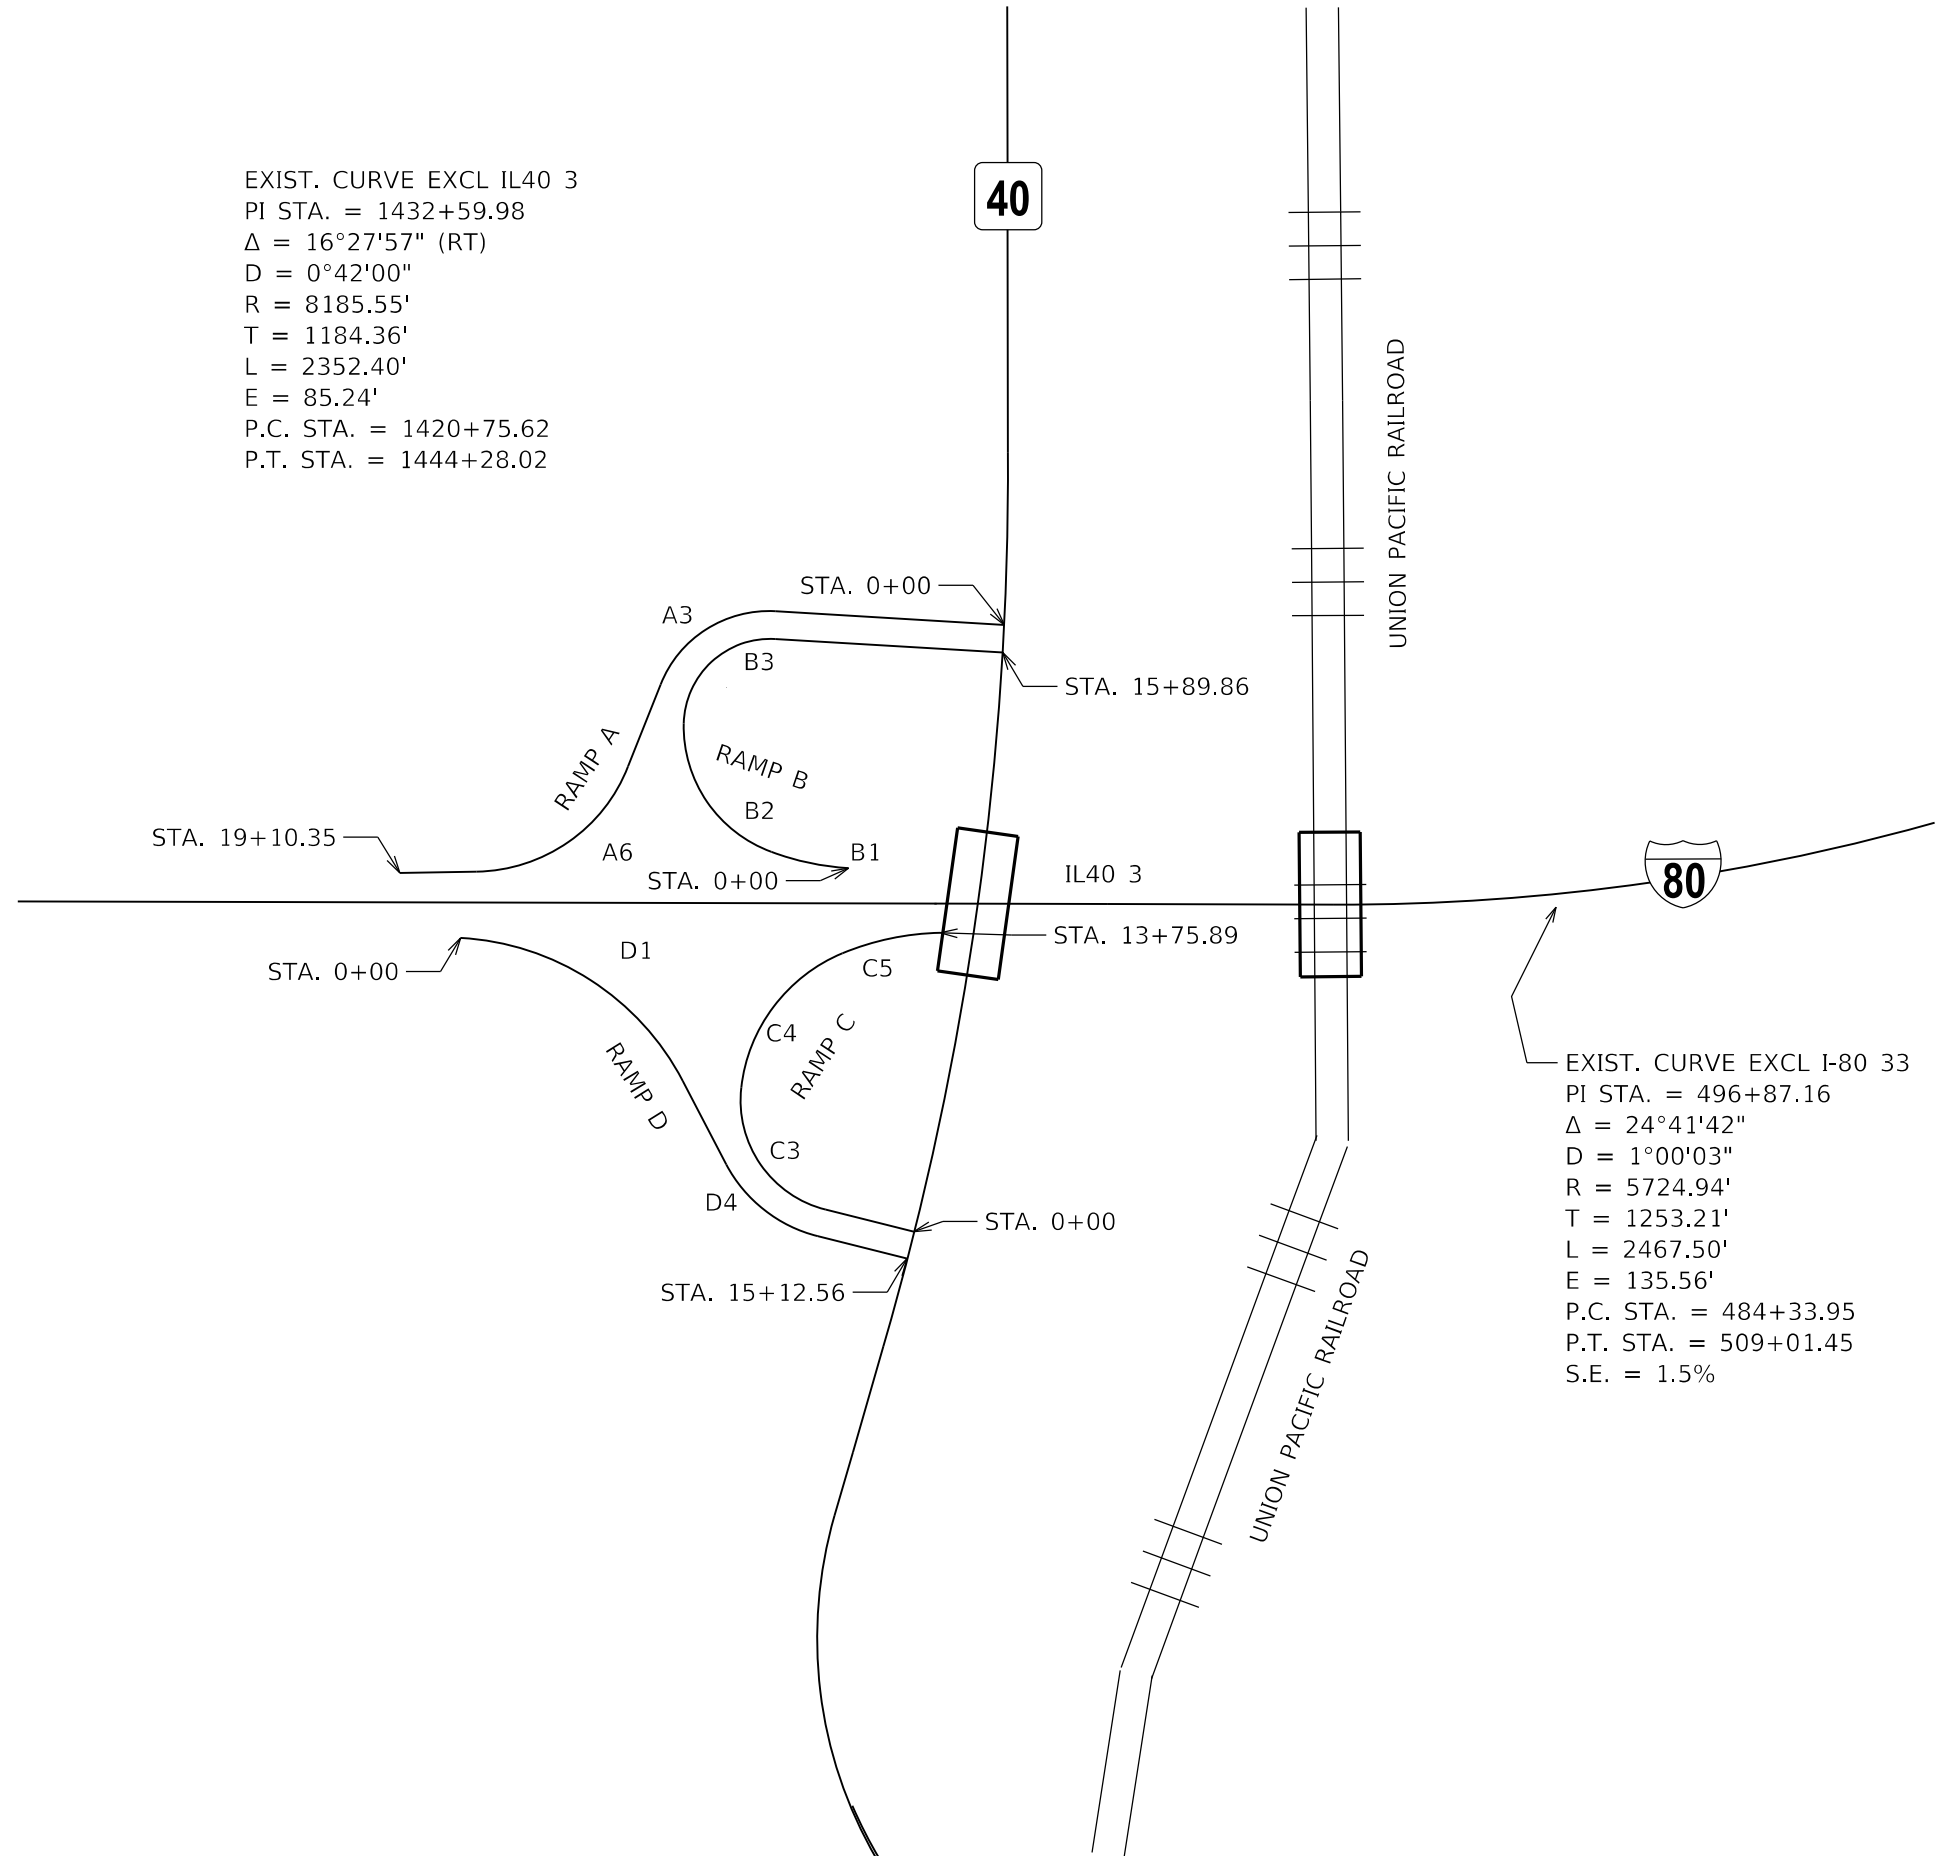 EXIST. CURVE EXCL IL40 3
PI STA. = 1432+59.98
Δ = 16°27'57" (RT)
D = 0°42'00"
R = 8185.55'
T = 1184.36'
L = 2352.40'
E = 85.24'
P.C. STA. = 1420+75.62
P.T. STA. = 1444+28.02
40
UNION PACIFIC RAILROAD
STA. 0+00
A3
B3
STA. 15+89.86
RAMP A
RAMP B
B2
STA. 19+10.35
A6
B1
STA. 0+00
IL40 3
80
D1
STA. 13+75.89
STA. 0+00
C5
C4
RAMP C
RAMP D
C3
D4
STA. 0+00
STA. 15+12.56
UNION PACIFIC RAILROAD
EXIST. CURVE EXCL I-80 33
PI STA. = 496+87.16
Δ = 24°41'42"
D = 1°00'03"
R = 5724.94'
T = 1253.21'
L = 2467.50'
E = 135.56'
P.C. STA. = 484+33.95
P.T. STA. = 509+01.45
S.E. = 1.5%